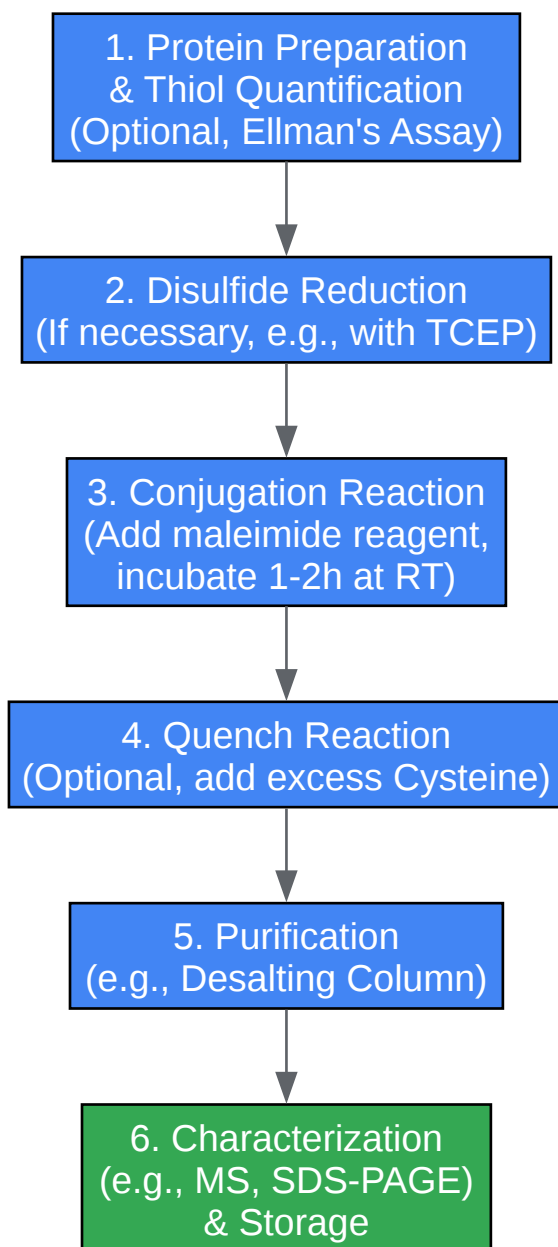 1. Protein Preparation
& Thiol Quantification
(Optional, Ellman's Assay)
2. Disulfide Reduction
(If necessary, e.g., with TCEP)
3. Conjugation Reaction
(Add maleimide reagent,
incubate 1-2h at RT)
4. Quench Reaction
(Optional, add excess Cysteine)
5. Purification
(e.g., Desalting Column)
6. Characterization
(e.g., MS, SDS-PAGE)
& Storage